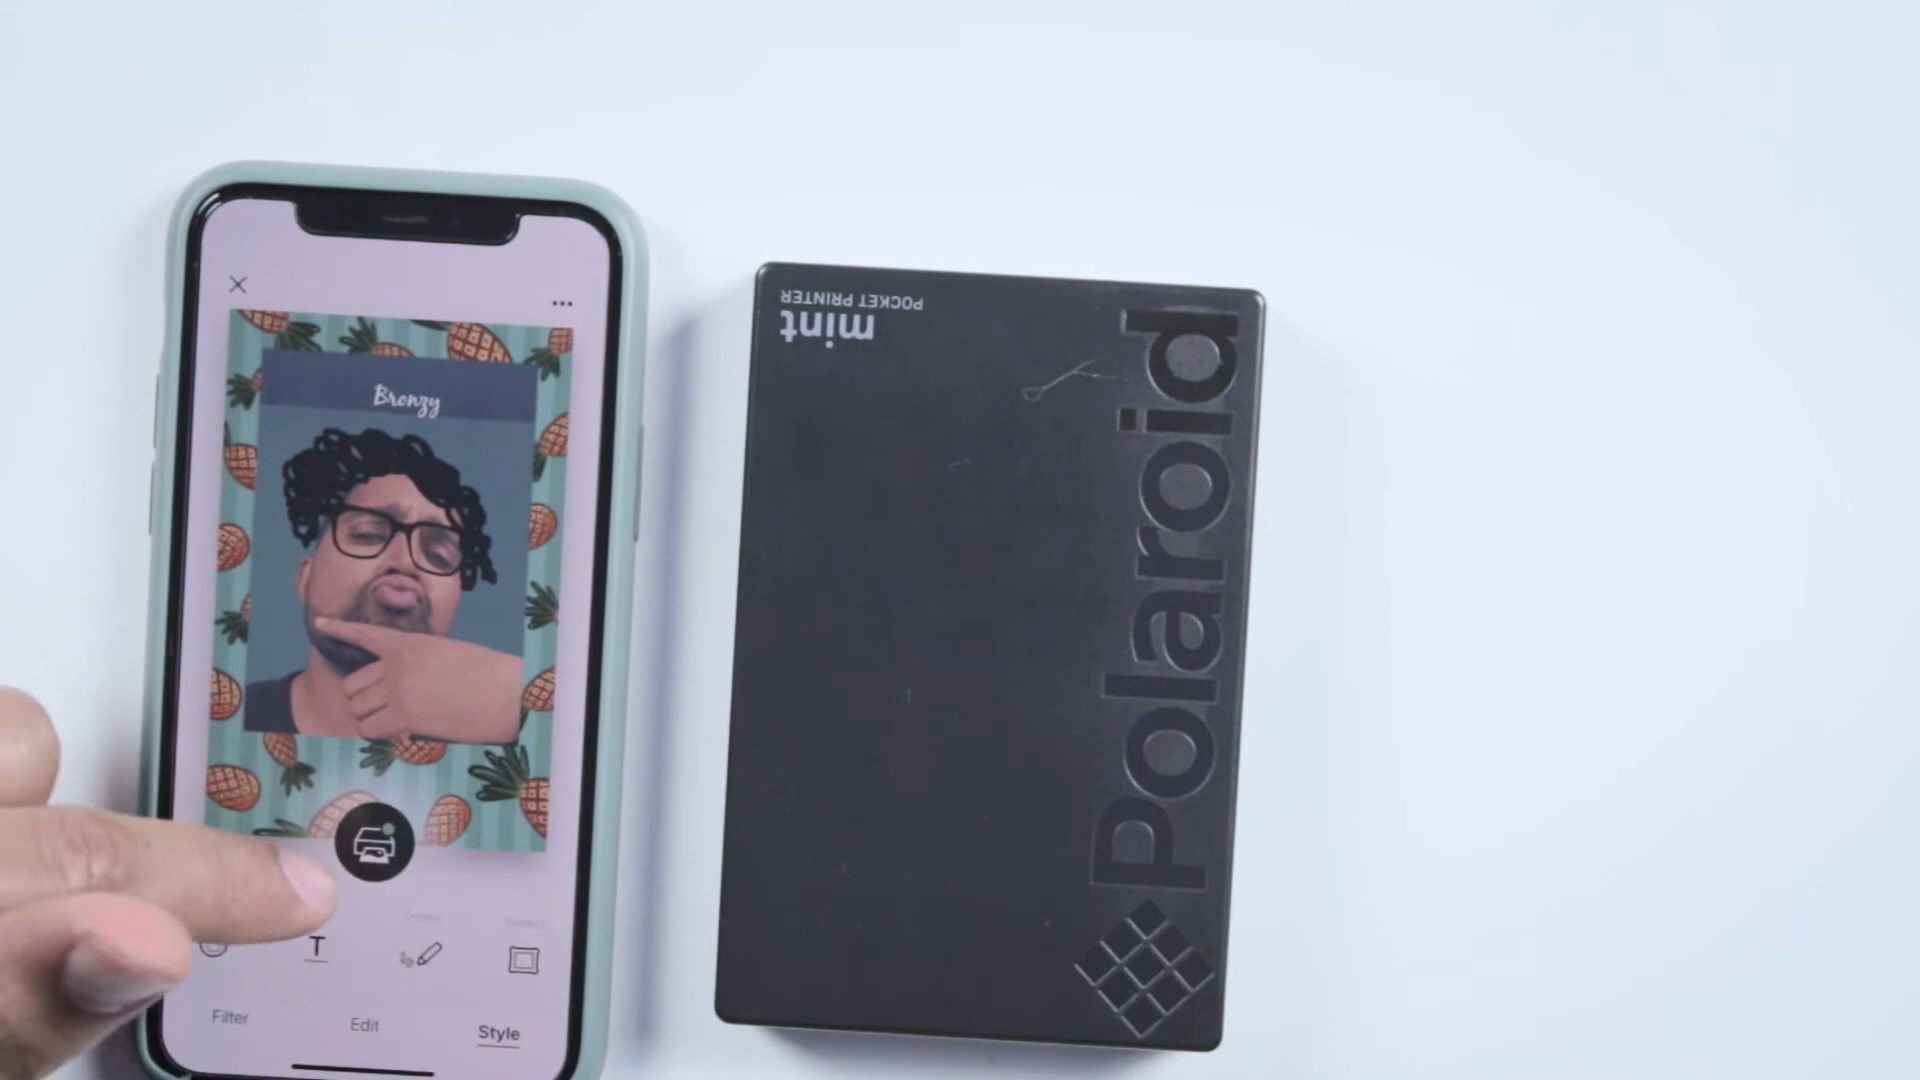 Bronzy
T
Filter
Edit
Style
mint
POCKET PRINTER
Polaroid